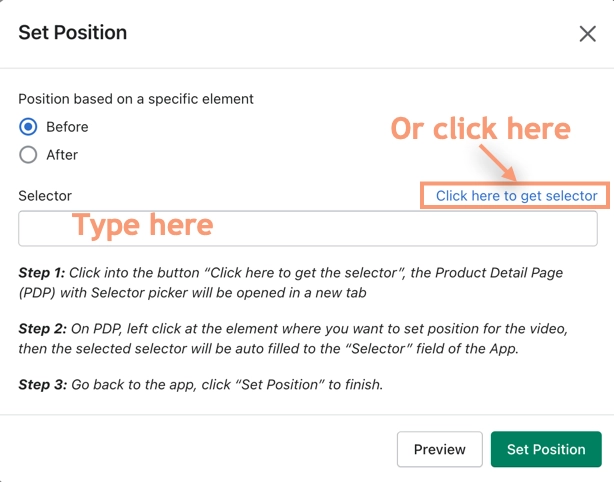 Set Position
Position based on a specific element
Before
Or click here
After
Selector
Click here to get selector
Type here
Step 1: Click into the button “Click here to get the selector”, the Product Detail Page
(PDP) with Selector picker will be opened in a new tab
Step 2: On PDP, left click at the element where you want to set position for the video,
then the selected selector will be auto filled to the “Selector” field of the App.
Step 3: Go back to the app, click “Set Position” to finish.
Preview
Set Position